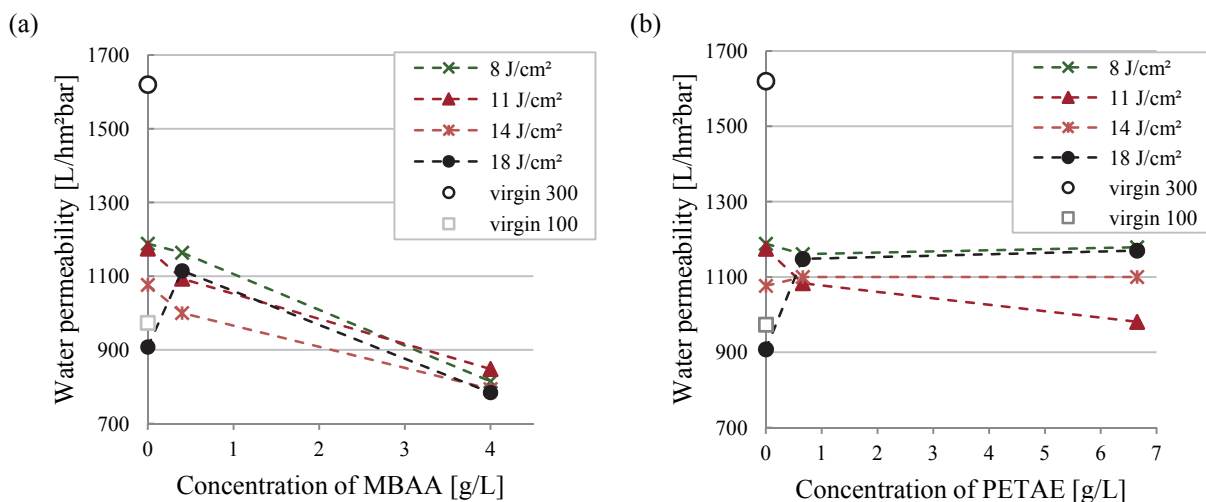 (a)
1700
1500
1300
1100
900
700
0
1
2
3
4
Water permeability [L/hm²bar]
Concentration of MBAA [g/L]
8 J/cm²
11 J/cm²
14 J/cm²
18 J/cm²
virgin 300
virgin 100
(b)
1700
1500
1300
1100
900
700
0
1
2
3
4
5
6
7
Water permeability [L/hm²bar]
Concentration of PETAE [g/L]
8 J/cm²
11 J/cm²
14 J/cm²
18 J/cm²
virgin 300
virgin 100